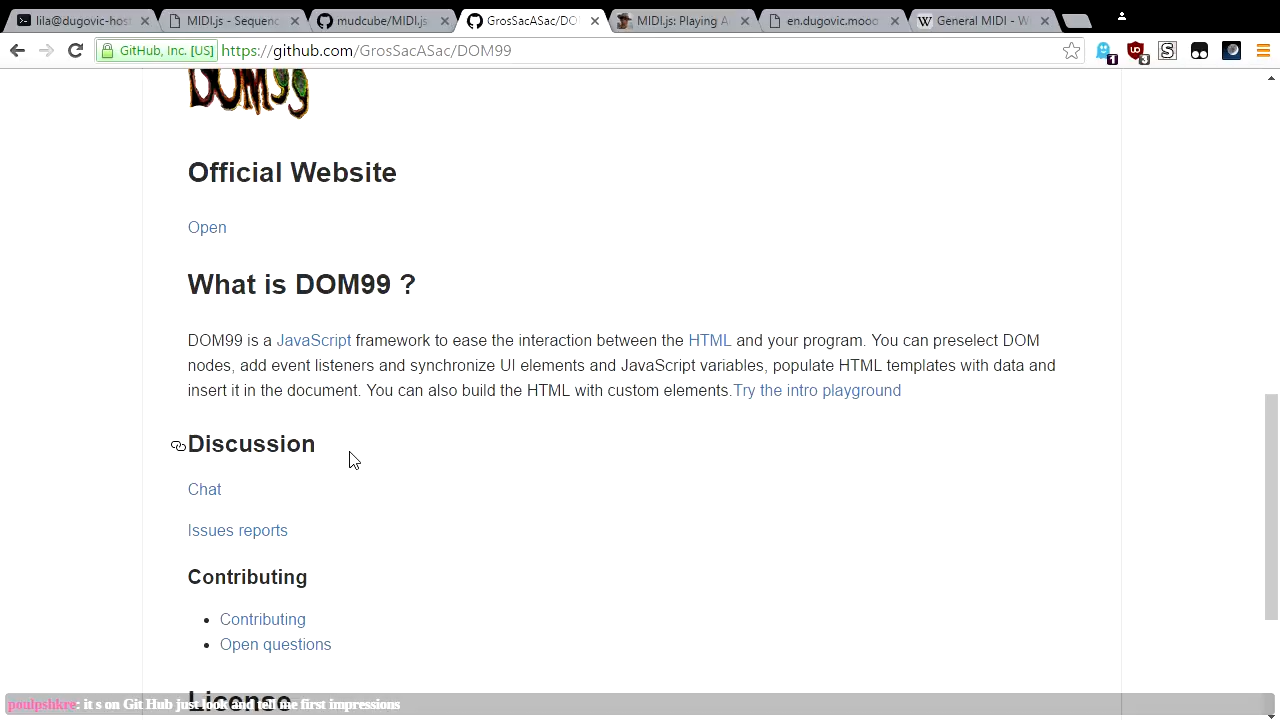 lila@dugovic-host
MIDI.js - Sequenc
mudcube/MIDI.js
GrosSacASac/DO
MIDI.js: Playing A
en.dugovic.mooo
General MIDI - W
GitHub, Inc. [US] https://github.com/GrosSacASac/DOM99
1
3
DOM99
Official Website
Open
What is DOM99 ?
DOM99 is a JavaScript framework to ease the interaction between the HTML and your program. You can preselect DOM
nodes, add event listeners and synchronize UI elements and JavaScript variables, populate HTML templates with data and
insert it in the document. You can also build the HTML with custom elements.Try the intro playground
Discussion
Chat
Issues reports
Contributing
Contributing
Open questions
License
poulpshkre: it s on Git Hub just look and tell me first impressions